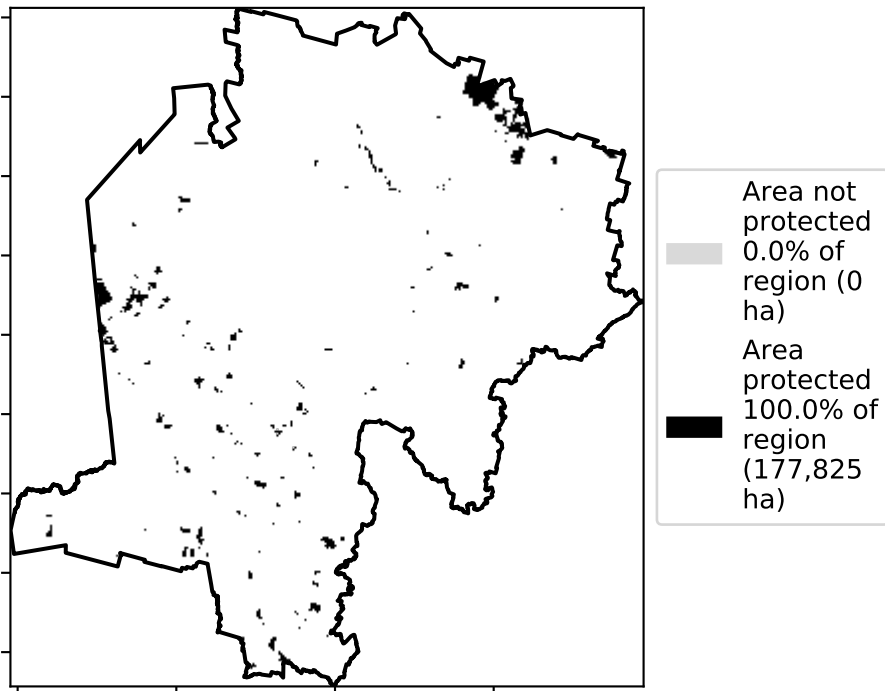 Area not
protected
0.0% of
region (0
ha)
Area
protected
100.0% of
region
(177,825
ha)